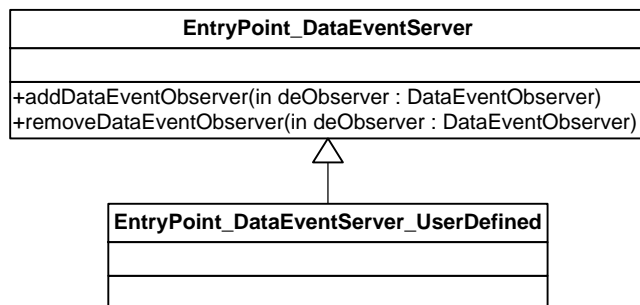 EntryPoint_DataEventServer
+addDataEventObserver(in deObserver : DataEventObserver)
+removeDataEventObserver(in deObserver : DataEventObserver)
EntryPoint_DataEventServer_UserDefined